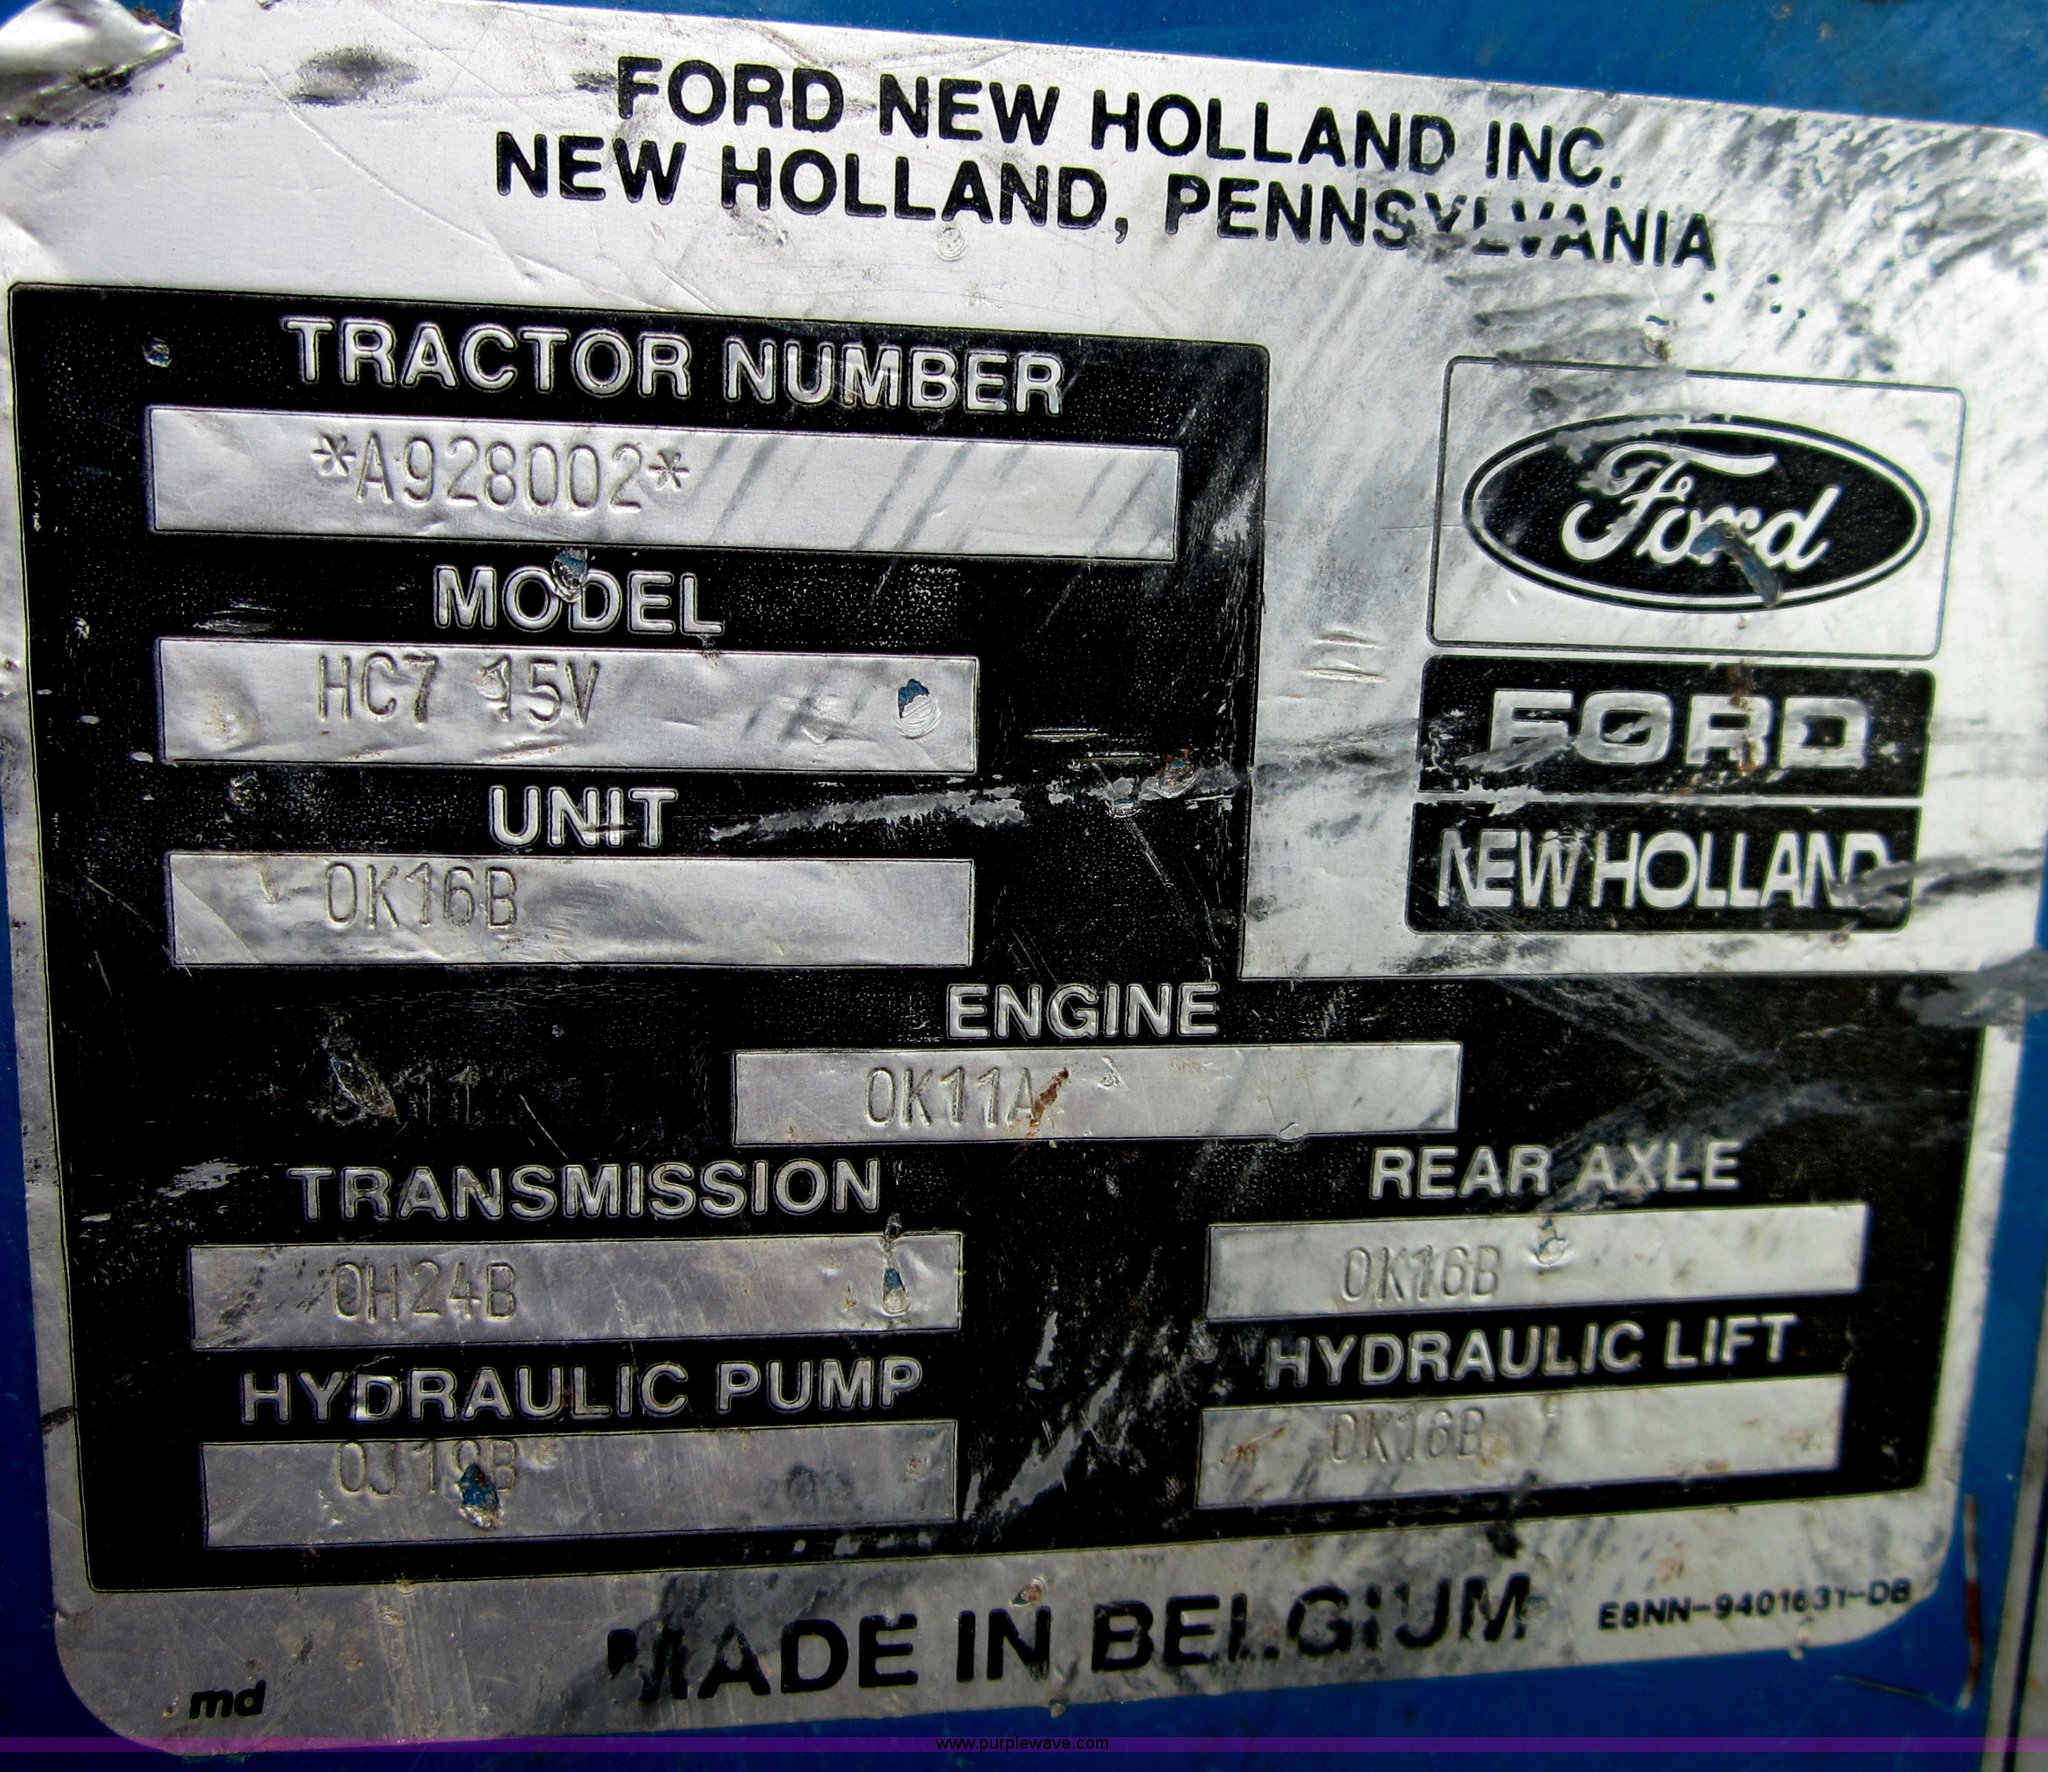 FORD NEW HOLLAND INC.
NEW HOLLAND, PENNSYLVANIA
TRACTOR NUMBER
*A928002*
MODEL
HC7 15V
UNIT
0K16B
Ford
FORD
NEW HOLLAND
ENGINE
0K11A
TRANSMISSION
0H24B
REAR AXLE
0K16B
HYDRAULIC PUMP
HYDRAULIC LIFT
0K16B
MADE IN BELGIUM
E8NN-9401631-DB
md
www.purplewave.com